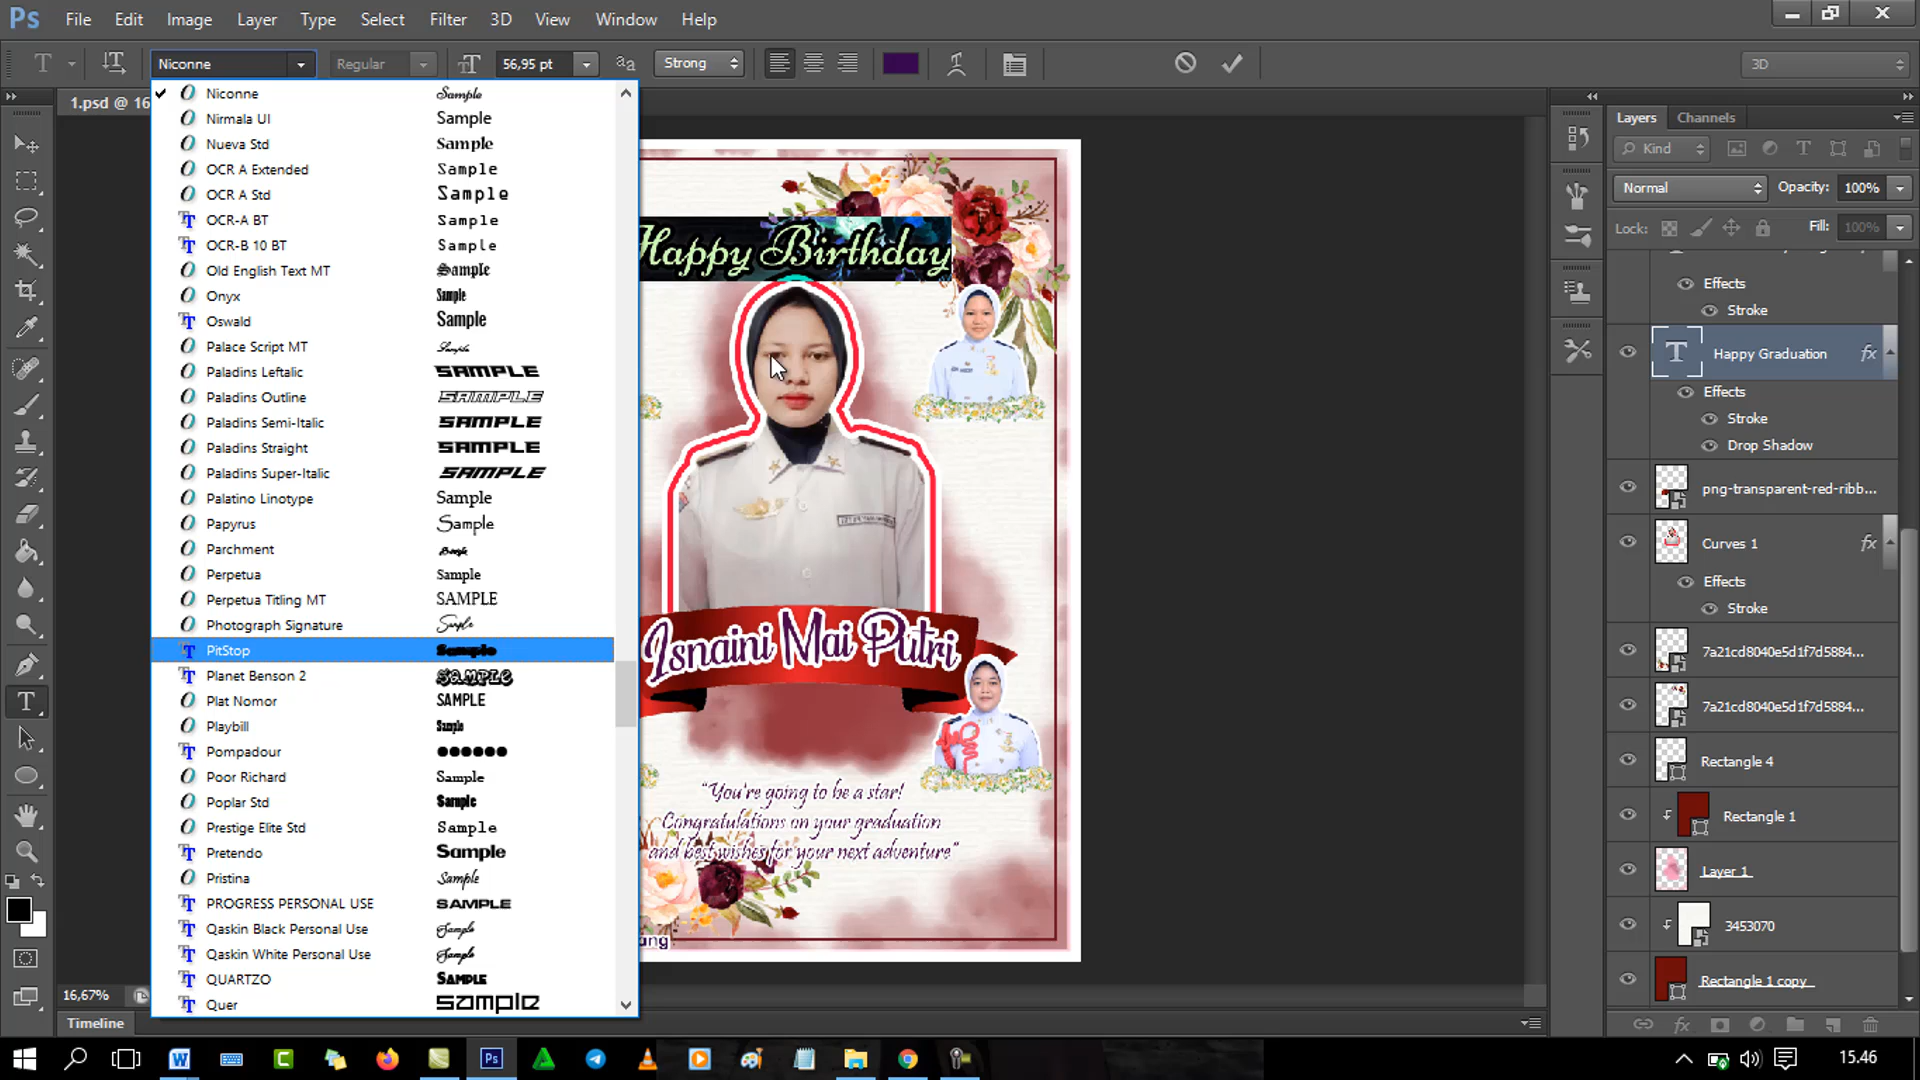 Ps File Edit Image Layer Type Select Filter 3D View Window Help
Niconne Regular 56,95 pt Strong 3D
1.psd @ 16
Niconne Sample
Nirmala UI Sample
Nueva Std Sample
OCR A Extended Sample
OCR A Std Sample
OCR-A BT Sample
OCR-B 10 BT Sample
Old English Text MT Sample
Onyx Sample
Oswald Sample
Palace Script MT Sample
Paladins Leftalic SAMPLE
Paladins Outline SAMPLE
Paladins Semi-Italic SAMPLE
Paladins Straight SAMPLE
Paladins Super-Italic SAMPLE
Palatino Linotype Sample
Papyrus Sample
Parchment Sample
Perpetua Sample
Perpetua Titling MT SAMPLE
Photograph Signature Sample
PitStop Sample
Planet Benson 2 SAMPLE
Plat Nomor SAMPLE
Playbill Sample
Pompadour
Poor Richard Sample
Poplar Std Sample
Prestige Elite Std Sample
Pretendo Sample
Pristina Sample
PROGRESS PERSONAL USE SAMPLE
Qaskin Black Personal Use Sample
Qaskin White Personal Use Sample
QUARTZO SAMPLE
Quer sample
Happy Birthday
Isnaini Mai Putri
"You're going to be a star!
Congratulations on your graduation
and best wishes for your next adventure"
ang
Layers Channels
Kind
Normal Opacity: 100%
Lock: Fill: 100%
Effects
Stroke
Happy Graduation fx
Effects
Stroke
Drop Shadow
png-transparent-red-ribb...
Curves 1 fx
Effects
Stroke
7a21cd8040e5d1f7d5884...
7a21cd8040e5d1f7d5884...
Rectangle 4
Rectangle 1
Layer 1
3453070
Rectangle 1 copy
16,67%
Timeline
15.46